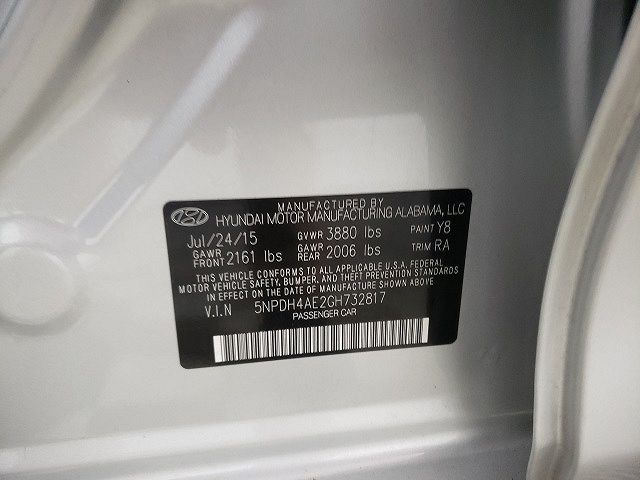 MANUFACTURED BY
HYUNDAI MOTOR MANUFACTURING ALABAMA, LLC
Jul/24/15 GVWR 3880 lbs PAINT Y8
GAWR FRONT 2161 lbs GAWR REAR 2006 lbs TRIM RA
THIS VEHICLE CONFORMS TO ALL APPLICABLE U.S.A. FEDERAL
MOTOR VEHICLE SAFETY, BUMPER, AND THEFT PREVENTION STANDARDS
IN EFFECT ON THE DATE OF MANUFACTURE SHOWN ABOVE
V.I.N 5NPDH4AE2GH732817
PASSENGER CAR